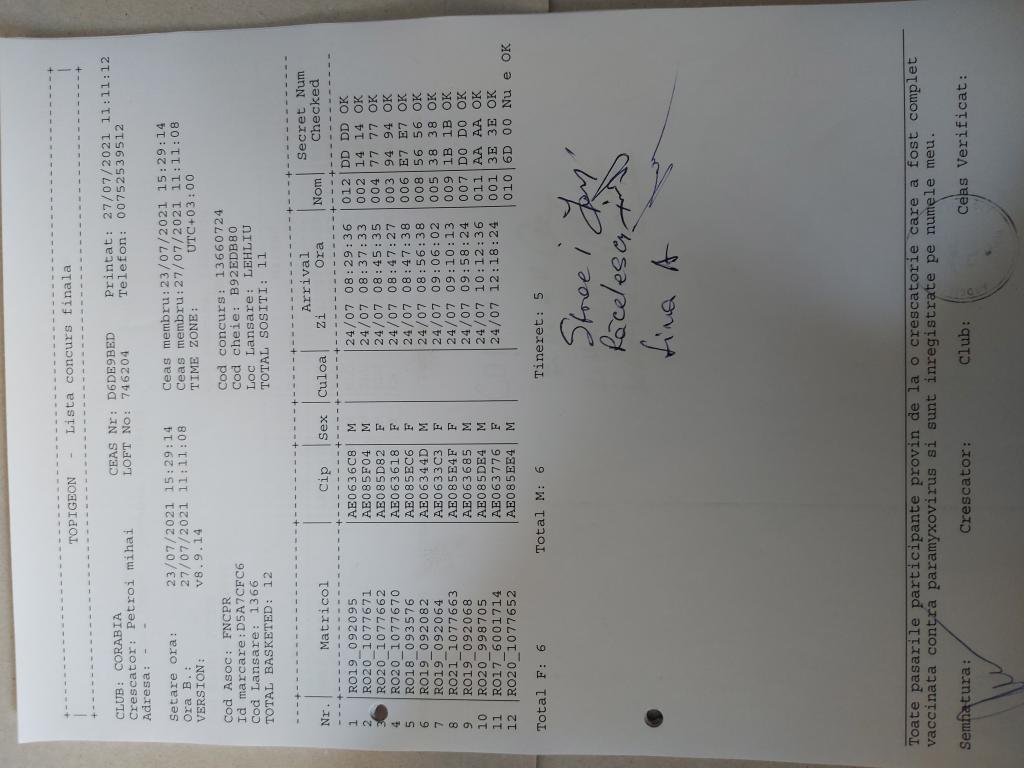 TOPIGEON - Lista concurs finala
CLUB: CORABIA CEAS Nr: D6DE9BED Printat: 27/07/2021 11:11:12
Crescator: Petroi mihai LOFT No: 746204 Telefon: 00752539512
Adresa: - -
Setare ora: 23/07/2021 15:29:14 Ceas membru:23/07/2021 15:29:14
Ora B.: 27/07/2021 11:11:08 Ceas membru:27/07/2021 11:11:08
VERSION: v8.9.14 TIME ZONE: UTC+03:00
Cod Asoc: FNCPR Cod concurs: 13660724
Id marcare:D5A7CFC6 Cod cheie: B92EDB80
Cod Lansare: 1366 Loc Lansare: LEHLIU
TOTAL BASKETED: 12 TOTAL SOSITI: 11
Arrival Secret Num
Nr. Matricol Cip Sex Culoa Zi Ora Nom Checked
1 RO19_092095 AE0636C8 M 24/07 08:29:36 012 DD DD OK
2 RO20_1077671 AE085F04 M 24/07 08:37:33 002 14 14 OK
3 RO20_1077662 AE085D82 F 24/07 08:45:35 004 77 77 OK
4 RO20_1077670 AE063618 F 24/07 08:47:27 003 94 94 OK
5 RO18_093576 AE085EC6 F 24/07 08:47:38 006 E7 E7 OK
6 RO19_092082 AE06344D M 24/07 08:56:38 008 56 56 OK
7 RO19_092064 AE0633C3 F 24/07 09:06:02 005 38 38 OK
8 RO21_1077663 AE085E4F F 24/07 09:10:13 009 1B 1B OK
9 RO19_092068 AE063685 M 24/07 09:58:24 007 D0 D0 OK
10 RO20_998705 AE085DE4 M 24/07 10:12:36 011 AA AA OK
11 RO17_6001714 AE063776 F 24/07 12:18:24 001 3E 3E OK
12 RO20_1077652 AE085EE4 M 010 6D 00 Nu e OK
Total F: 6 Total M: 6 Tineret: 5
Stroe I
Lina A
Toate pasarile participante provin de la o crescatorie care a fost complet
vaccinata contra paramyxovirus si sunt inregistrate pe numele meu.
Semnatura: Crescator: Club: Ceas Verificat: